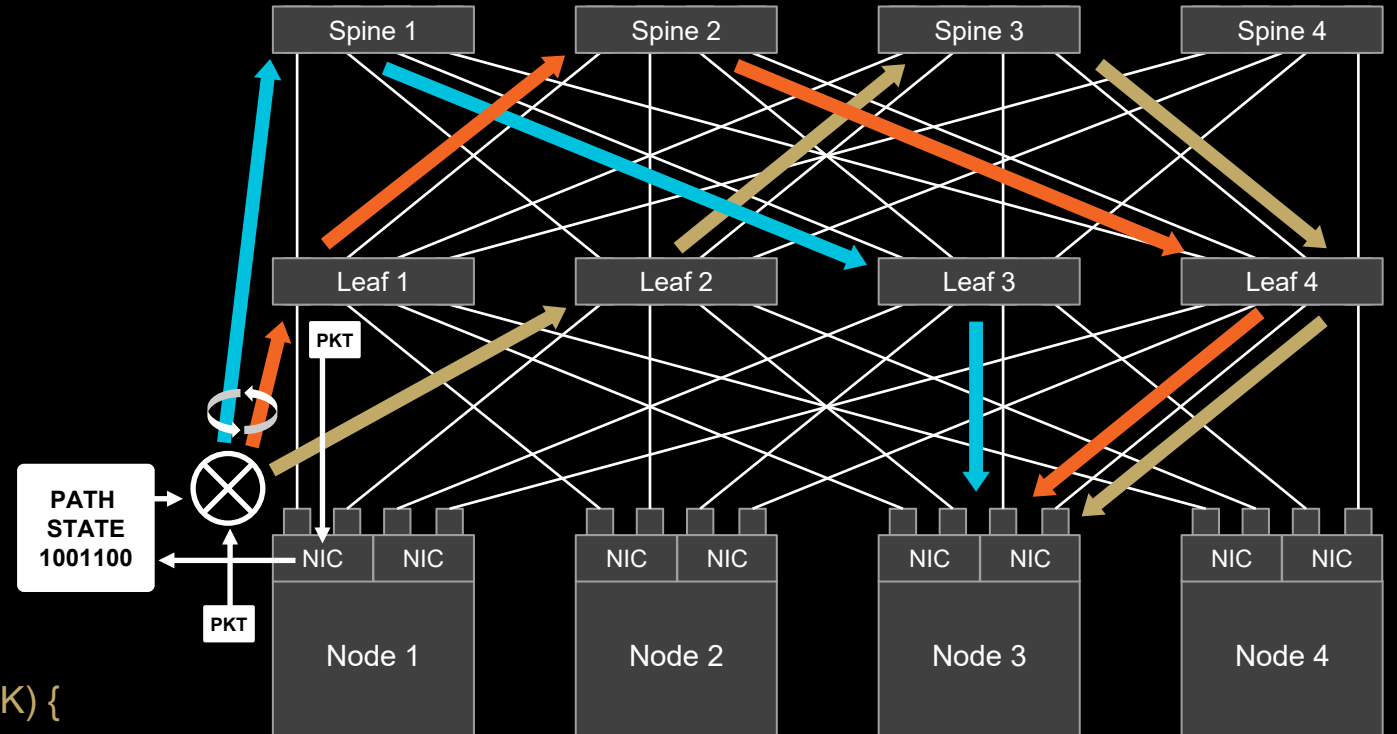 Spine 1
Spine 2
Spine 3
Spine 4
Leaf 1
Leaf 2
Leaf 3
Leaf 4
PKT
PATH
STATE
1001100
PKT
NIC
NIC
NIC
NIC
NIC
NIC
NIC
NIC
Node 1
Node 2
Node 3
Node 4
K) {